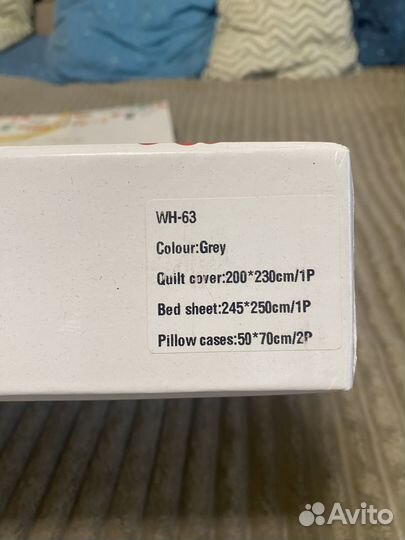 WH-63
Colour:Grey
Quilt cover:200*230cm/1P
Bed sheet:245*250cm/1P
Pillow cases:50*70cm/2P
Avito